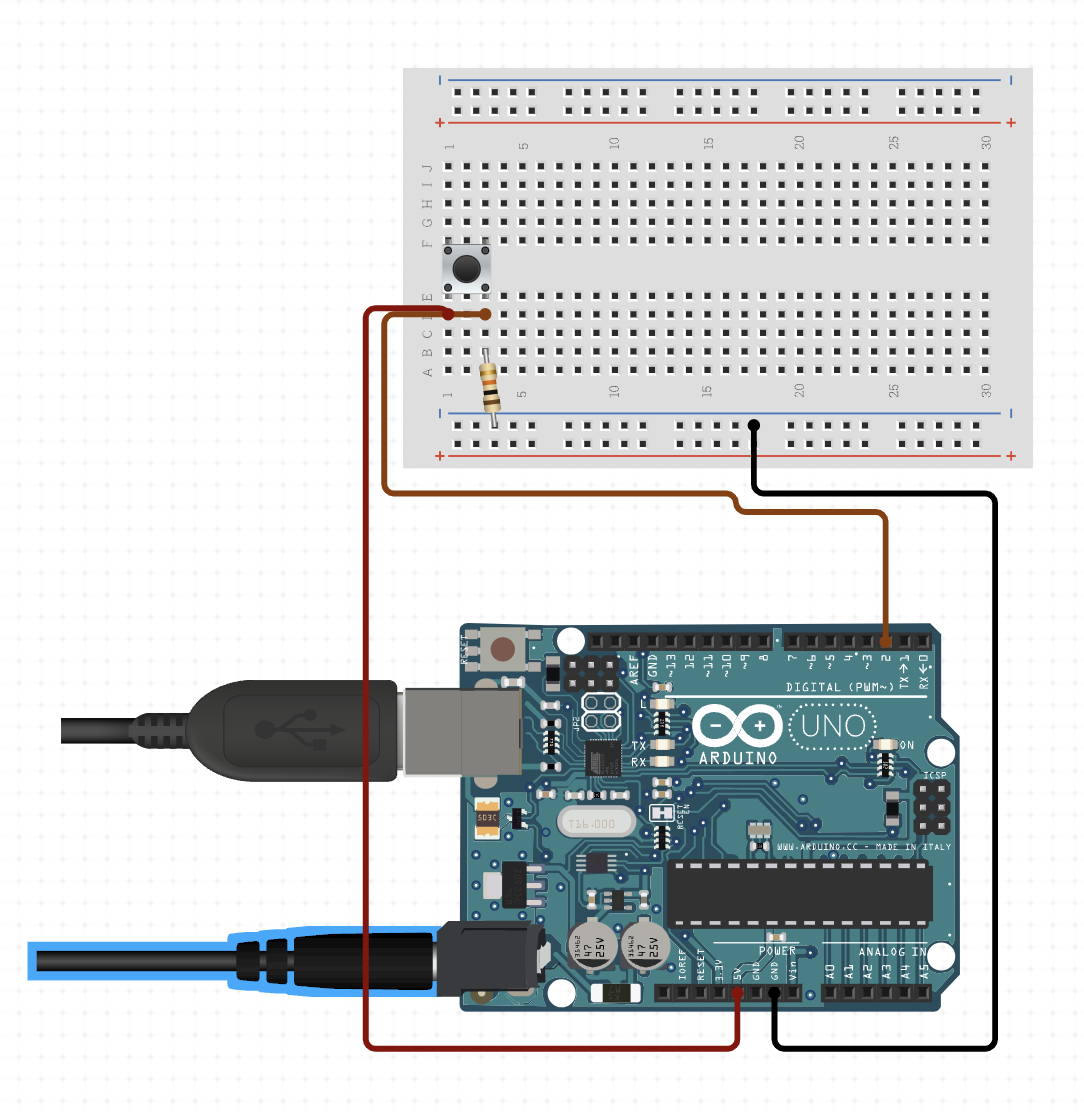 1 5 10 15 20 25 30
J
I
H
G
F
E
C
B
A
1 5 10 15 20 25 30
RESET
AREF
GND
~13
12
~11
~10
~9
8
7
~6
~5
4
~3
2
TX→1
RX←0
DIGITAL (PWM~)
JP2
L
TX
RX
UNO
ARDUINO
ON
ICSP
RESET
EN
T16.000
WWW.ARDUINO.CC - MADE IN ITALY
47
25V
47
25V
POWER
ANALOG IN
IOREF
RESET
3.3V
5V
GND
GND
Vin
A0
A1
A2
A3
A4
A5